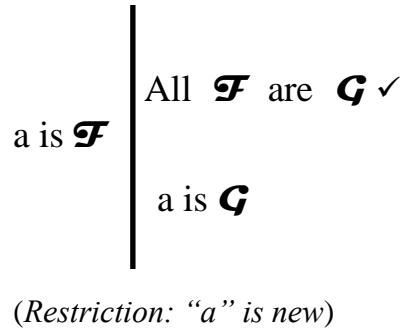 All F are G ✓
a is F
a is G
(Restriction: “a” is new)